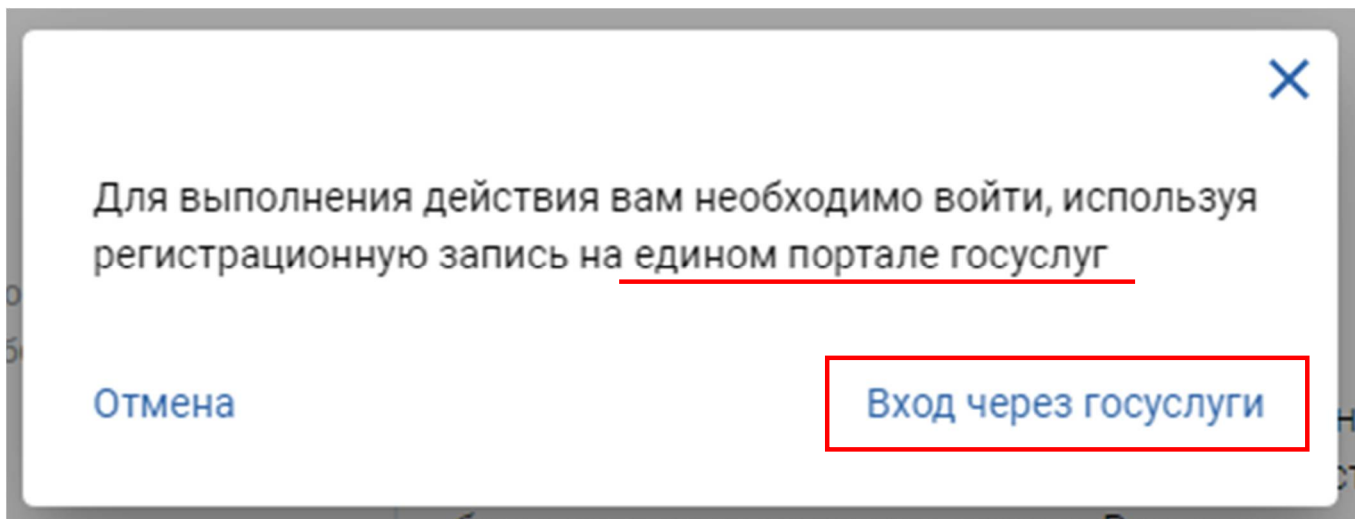 Для выполнения действия вам необходимо войти, используя
регистрационную запись на едином портале госуслуг
Отмена
Вход через госуслуги